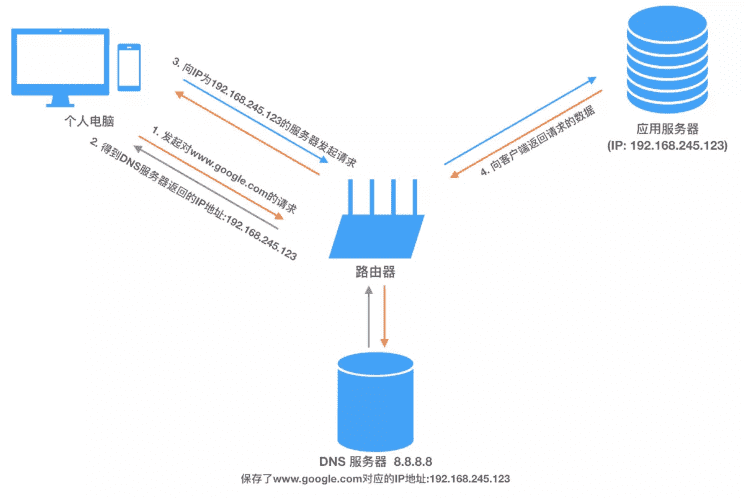 3. 向IP为192.168.245.123的服务器发起请求
个人电脑
1. 发起对www.google.com的请求
2. 得到DNS服务器返回的IP地址:192.168.245.123
4. 向客户端返回请求的数据
应用服务器
(IP: 192.168.245.123)
路由器
DNS 服务器 8.8.8.8
保存了www.google.com对应的IP地址:192.168.245.123